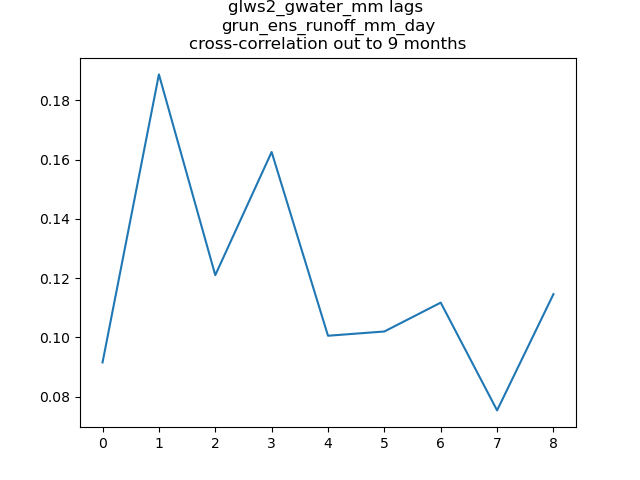 glws2_gwater_mm lags
grun_ens_runoff_mm_day
cross-correlation out to 9 months
0.18
0.16
0.14
0.12
0.10
0.08
0 1 2 3 4 5 6 7 8